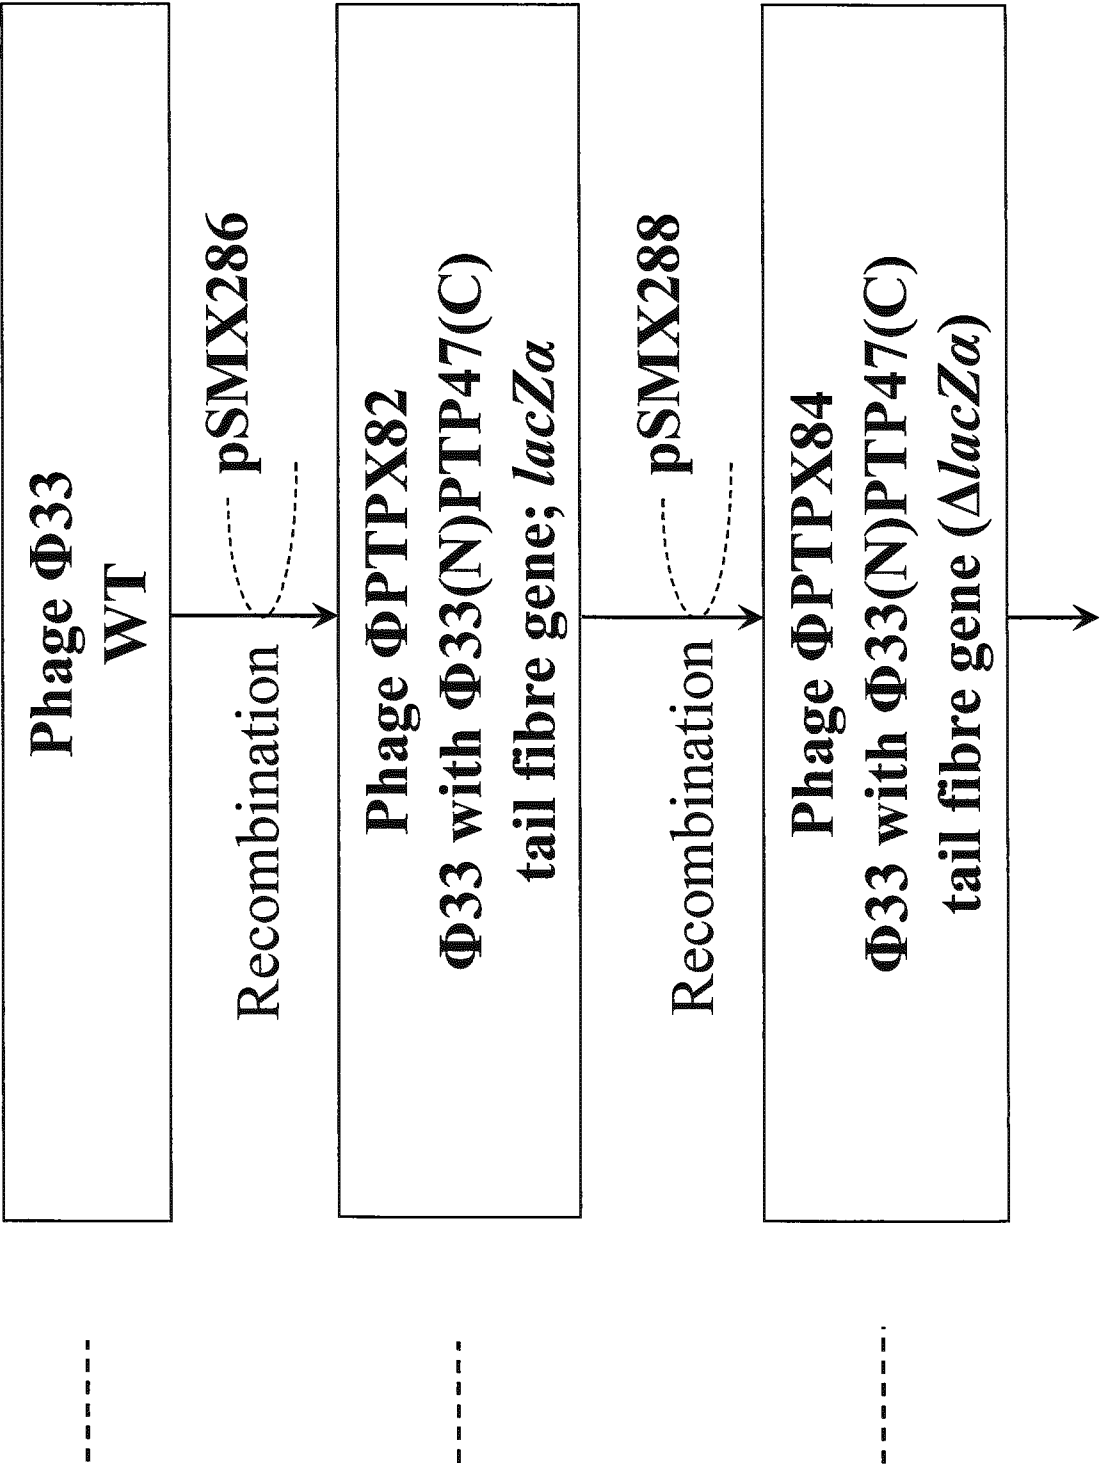 Phage Φ33
WT
Recombination
pSMX286
Phage ΦPTPX82
Φ33 with Φ33(N)PTP47(C)
tail fibre gene; lacZα
Recombination
pSMX288
Phage ΦPTPX84
Φ33 with Φ33(N)PTP47(C)
tail fibre gene (ΔlacZα)